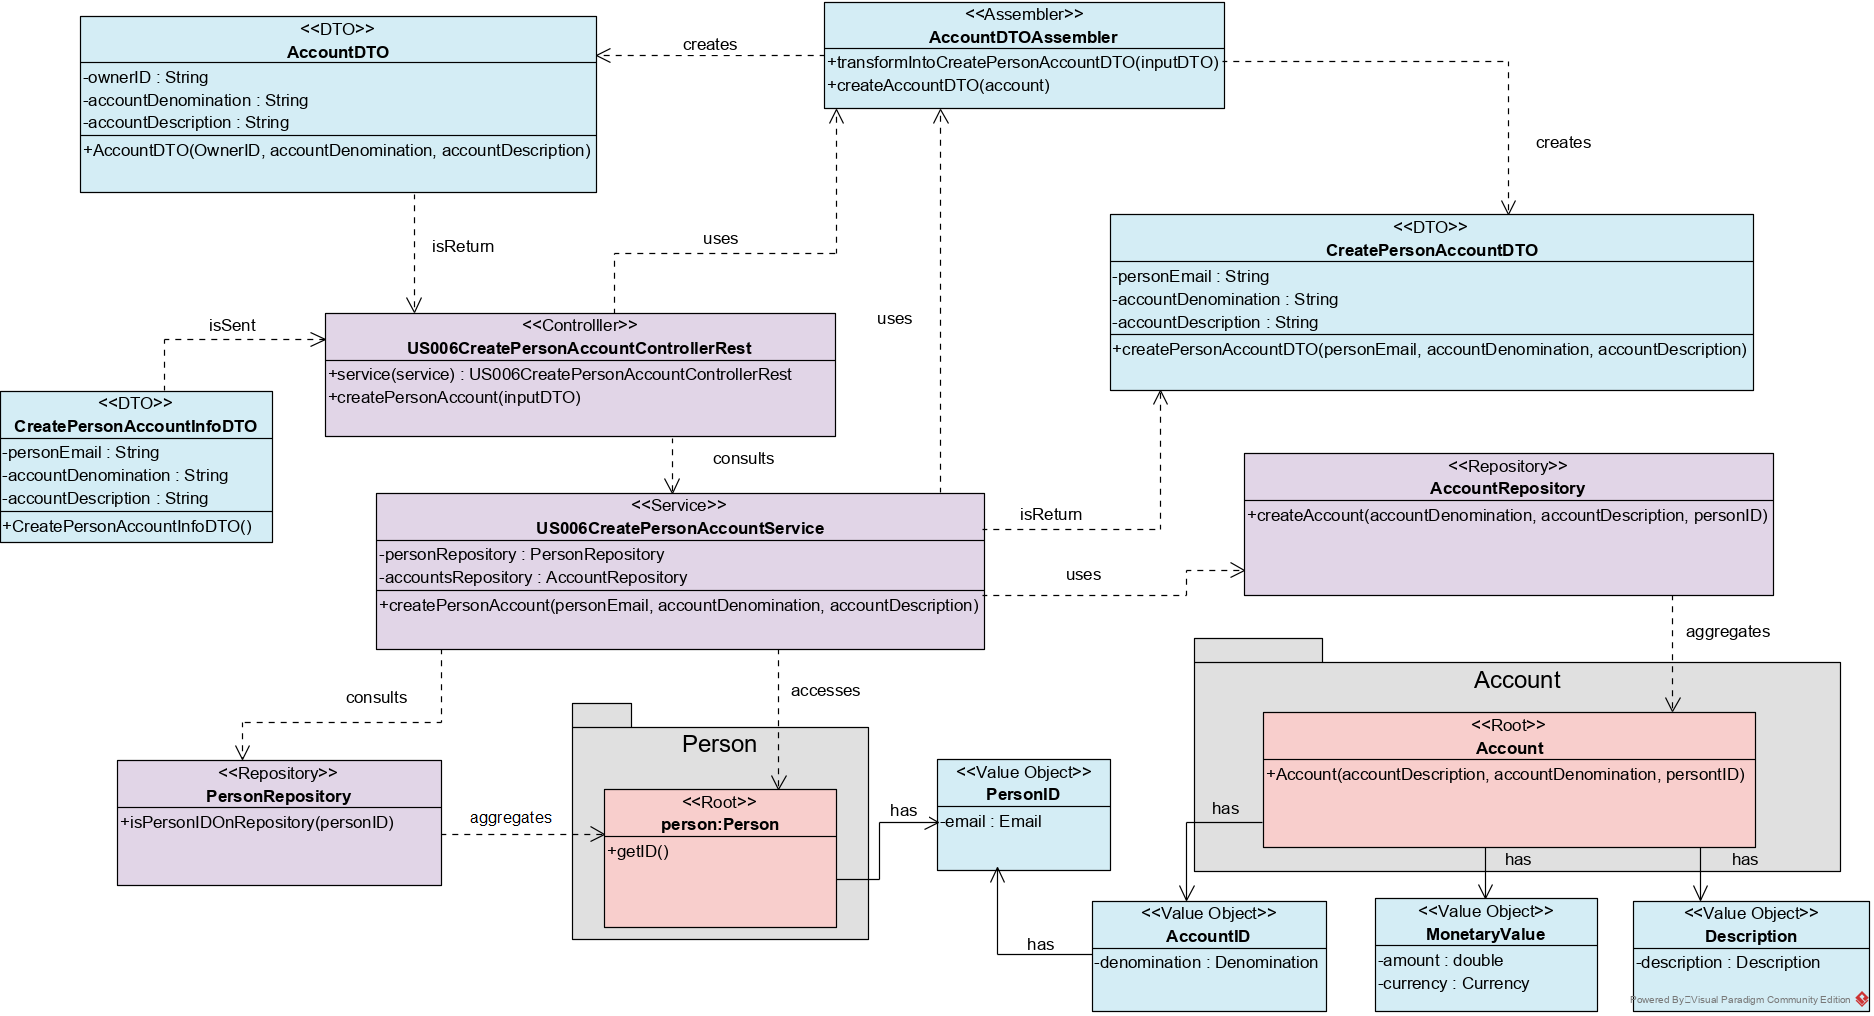 <<DTO>>
AccountDTO
-ownerID : String
-accountDenomination : String
-accountDescription : String
+AccountDTO(OwnerID, accountDenomination, accountDescription)
creates
<<Assembler>>
AccountDTOAssembler
+transformIntoCreatePersonAccountDTO(inputDTO)
+createAccountDTO(account)
creates
isReturn
uses
uses
<<DTO>>
CreatePersonAccountDTO
-personEmail : String
-accountDenomination : String
-accountDescription : String
+createPersonAccountDTO(personEmail, accountDenomination, accountDescription)
isSent
<<Controlller>>
US006CreatePersonAccountControllerRest
+service(service) : US006CreatePersonAccountControllerRest
+createPersonAccount(inputDTO)
<<DTO>>
CreatePersonAccountInfoDTO
-personEmail : String
-accountDenomination : String
-accountDescription : String
+CreatePersonAccountInfoDTO()
consults
<<Service>>
US006CreatePersonAccountService
-personRepository : PersonRepository
-accountsRepository : AccountRepository
+createPersonAccount(personEmail, accountDenomination, accountDescription)
isReturn
uses
<<Repository>>
AccountRepository
+createAccount(accountDenomination, accountDescription, personID)
aggregates
consults
accesses
<<Repository>>
PersonRepository
+isPersonIDOnRepository(personID)
aggregates
Person
<<Root>>
person:Person
+getID()
has
<<Value Object>>
PersonID
-email : Email
Account
<<Root>>
Account
+Account(accountDescription, accountDenomination, persontID)
has
has
has
has
<<Value Object>>
AccountID
-denomination : Denomination
<<Value Object>>
MonetaryValue
-amount : double
-currency : Currency
<<Value Object>>
Description
-description : Description
Powered By Visual Paradigm Community Edition